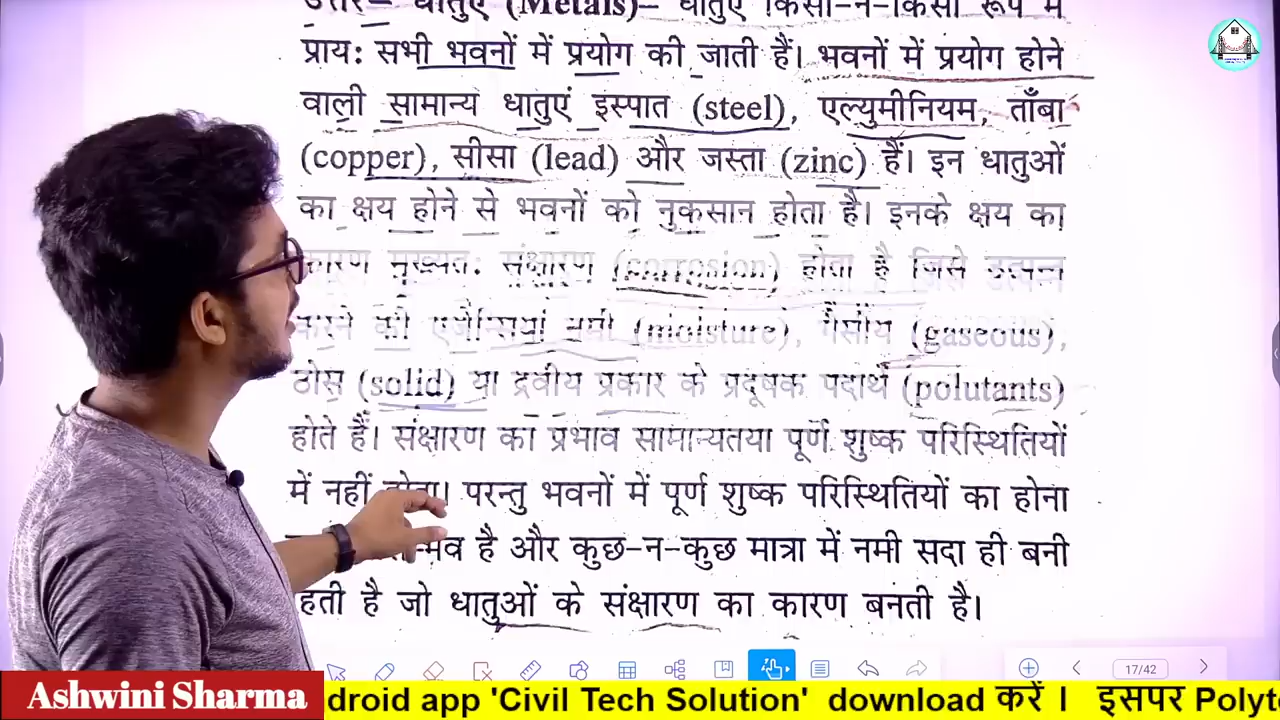 उत्तर– धातुएं (Metals)– धातुएं किसी-न-किसी रूप में
प्राय: सभी भवनों में प्रयोग की जाती हैं। भवनों में प्रयोग होने
वाली सामान्य धातुएं इस्पात (steel), एल्युमीनियम, ताँबा
(copper), सीसा (lead) और जस्ता (zinc) हैं। इन धातुओं
का क्षय होने से भवनों को नुकसान होता है। इनके क्षय का
कारण मुख्यत: संक्षारण (corrosion) होता है जिसे उत्पन्न
करने की एजेन्सियां नमी (moisture), गैसीय (gaseous),
ठोस (solid) या द्रवीय प्रकार के प्रदूषक पदार्थ (polutants)
होते हैं। संक्षारण का प्रभाव सामान्यतया पूर्ण शुष्क परिस्थितियों
में नहीं होता। परन्तु भवनों में पूर्ण शुष्क परिस्थितियों का होना
है और कुछ-न-कुछ मात्रा में नमी सदा ही बनी
हती है जो धातुओं के संक्षारण का कारण बनती है।
17/42
Ashwini Sharma
droid app 'Civil Tech Solution' download करें । इसपर Polyt